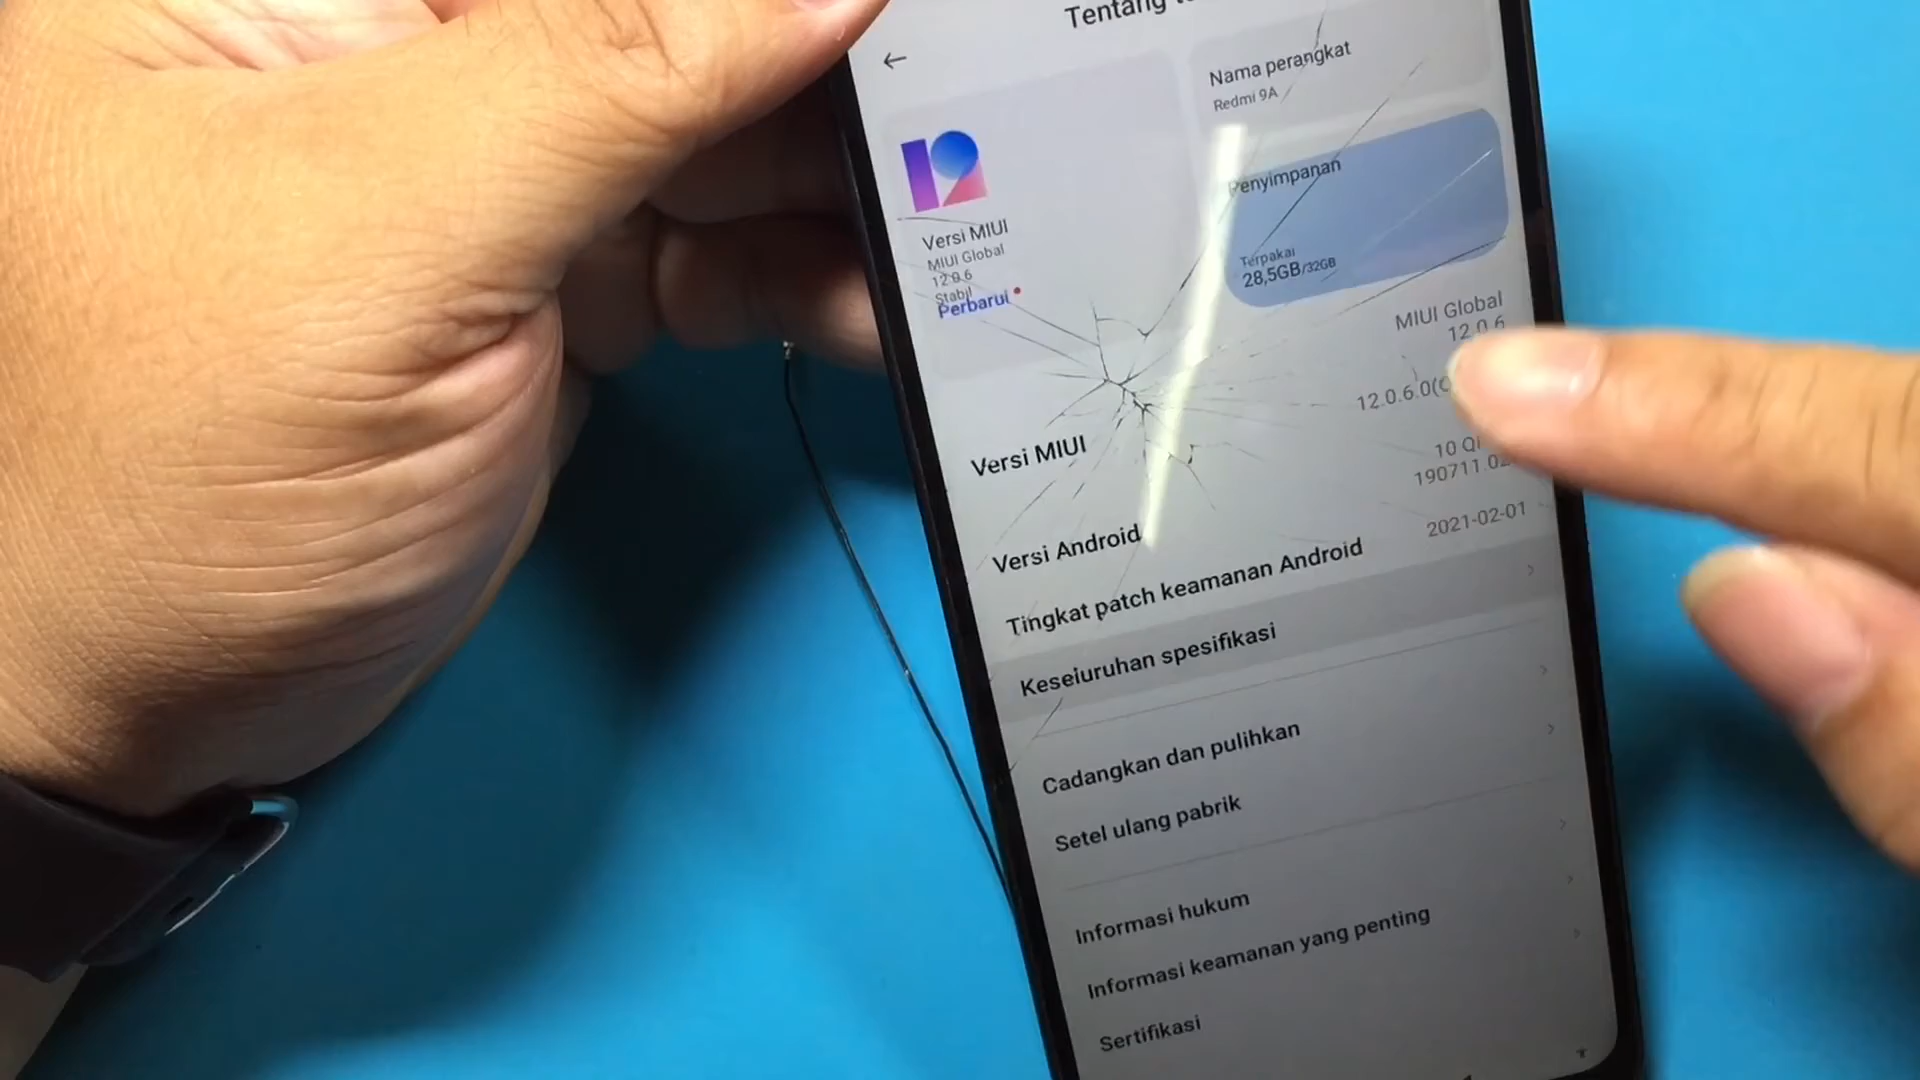 Tentang
Nama perangkat
Redmi 9A
Versi MIUI
MIUI Global
12.0.6
Stabil
Perbarui
Penyimpanan
Terpakai
28,5GB/32GB
MIUI Global
12.0.6
Versi MIUI
12.0.6.0(
10 Q
190711.02
Versi Android
Tingkat patch keamanan Android
2021-02-01
Keseluruhan spesifikasi
Cadangkan dan pulihkan
Setel ulang pabrik
Informasi hukum
Informasi keamanan yang penting
Sertifikasi